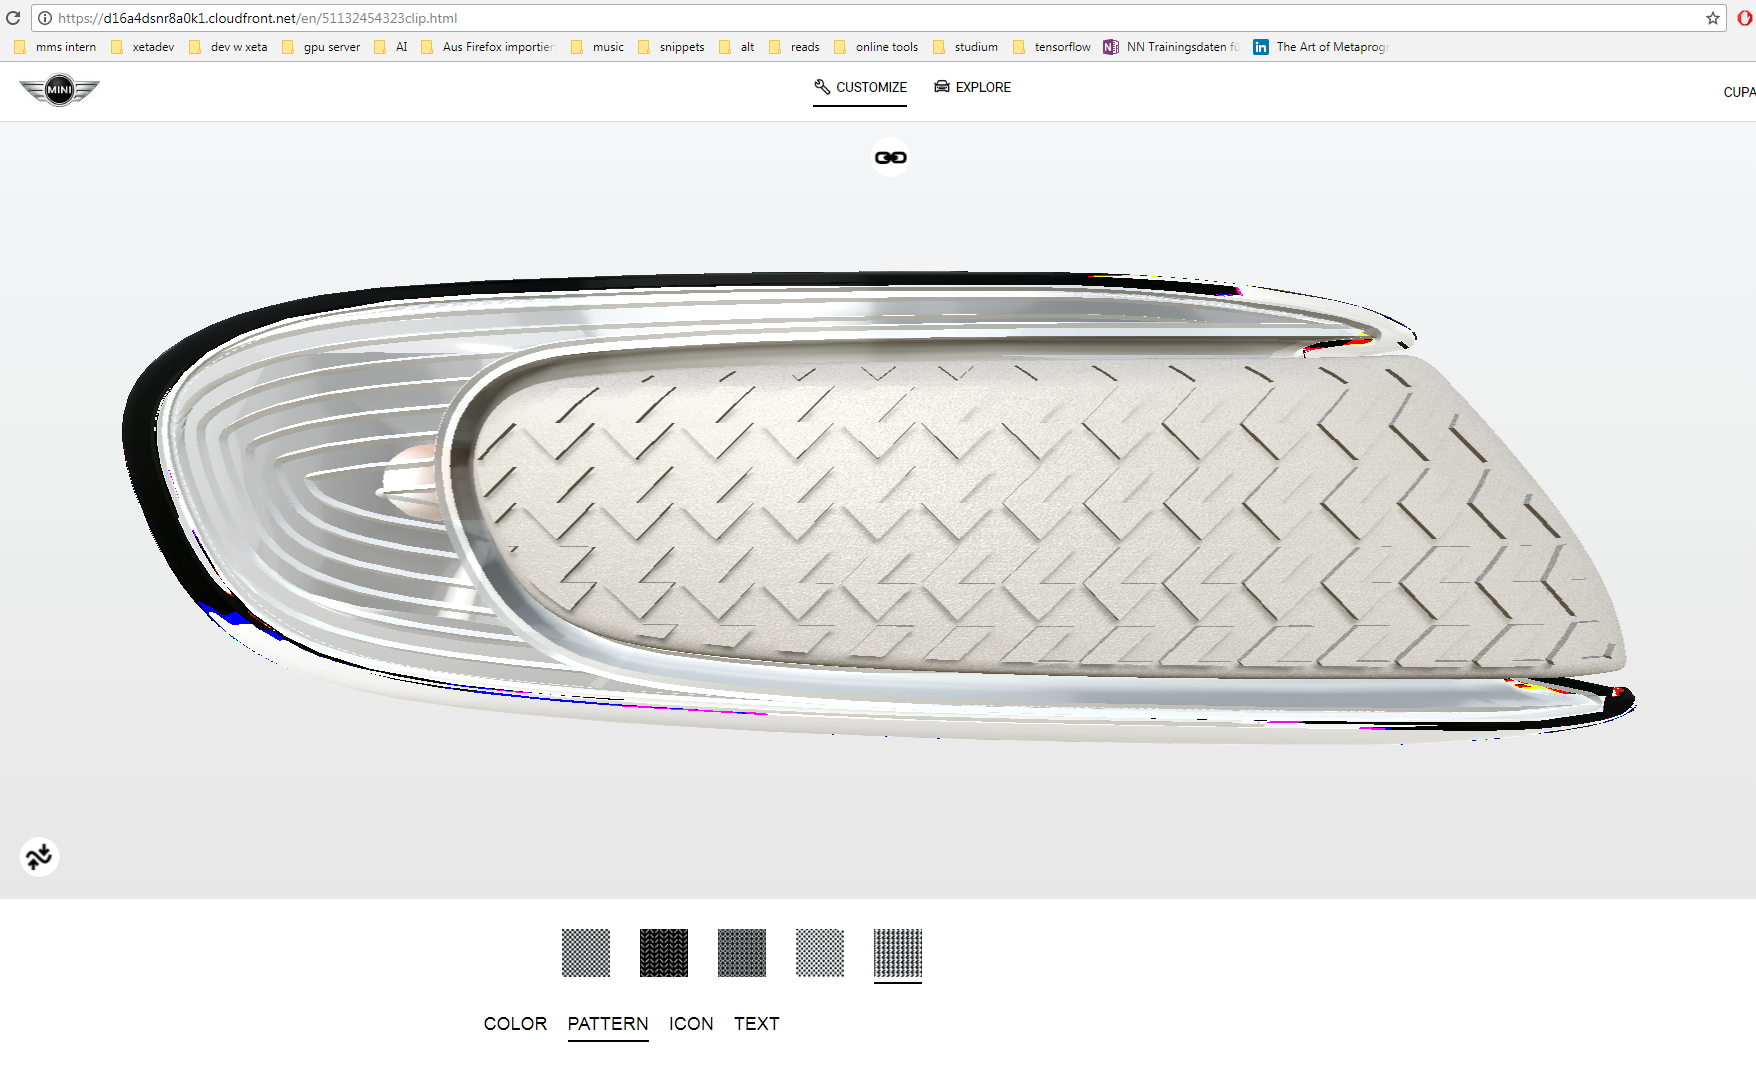 https://d16a4dsnr8a0k1.cloudfront.net/en/51132454323clip.html
mms intern xetadev dev w xeta gpu server AI Aus Firefox importier music snippets alt reads online tools studium tensorflow NN Trainingsdaten fü The Art of Metaprogr
MINI CUSTOMIZE EXPLORE CUPA
COLOR PATTERN ICON TEXT